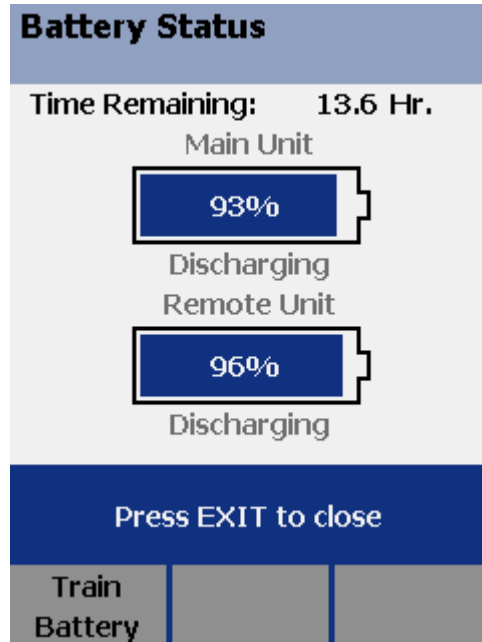 Battery Status
Time Remaining: 13.6 Hr.
Main Unit
93%
Discharging
Remote Unit
96%
Discharging
Press EXIT to close
Train
Battery